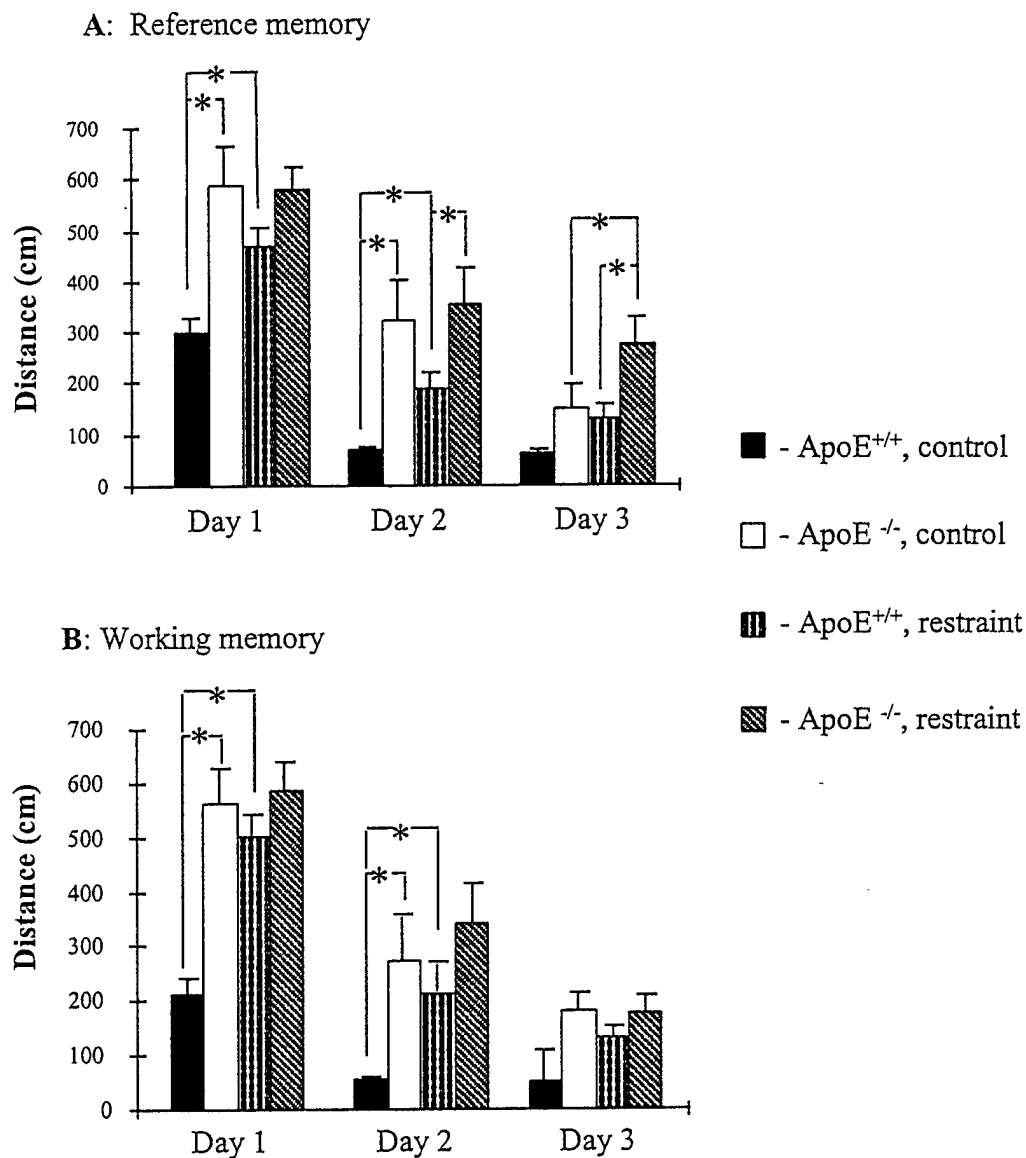 A: Reference memory
*
*
700
600
500
400
300
200
100
0
Distance (cm)
*
*
*
*
*
Day 1
Day 2
Day 3
- ApoE+/+, control
- ApoE -/-, control
- ApoE+/+, restraint
- ApoE -/-, restraint
B: Working memory
*
*
700
600
500
400
300
200
100
0
Distance (cm)
*
*
Day 1
Day 2
Day 3